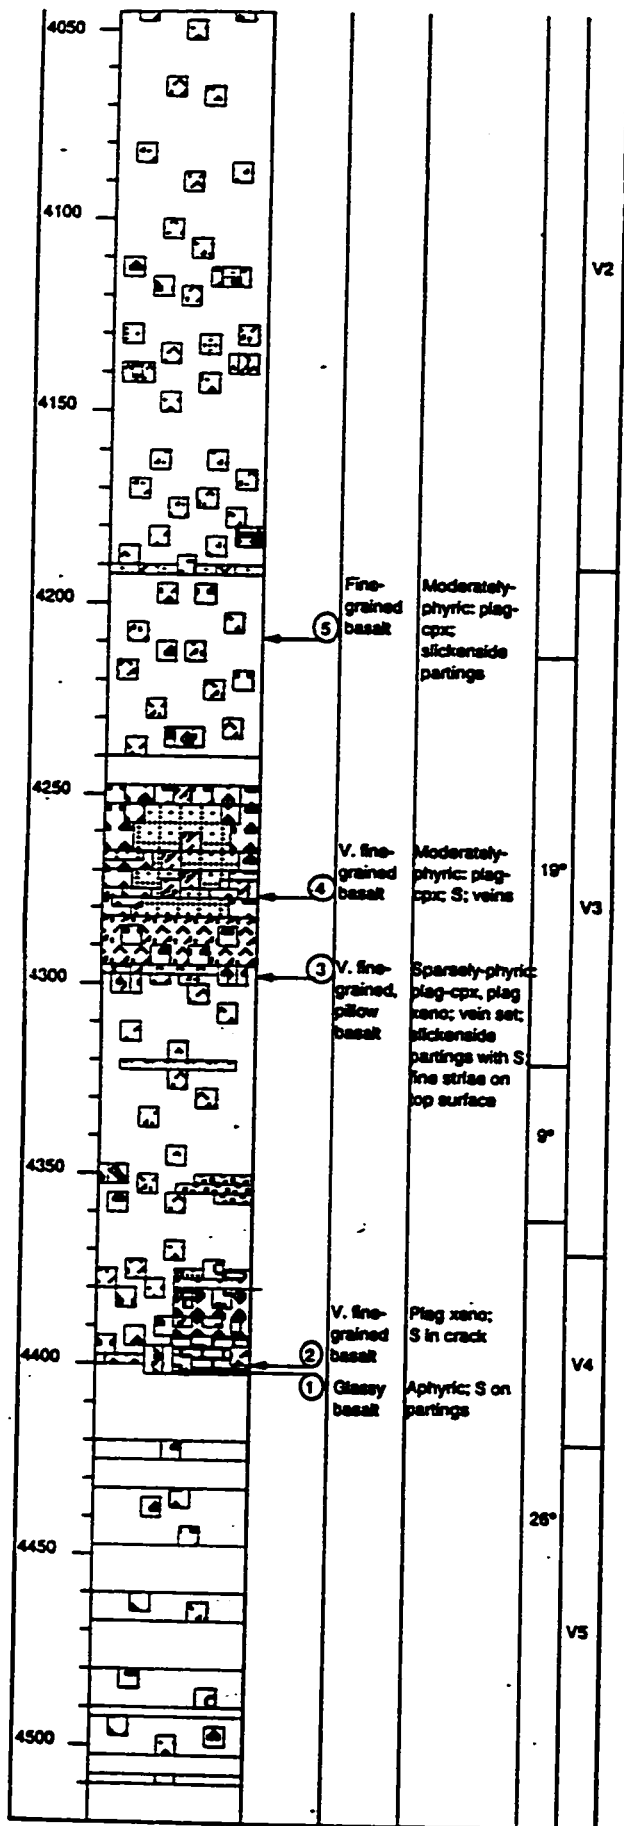 4050
4100
V2
4150
4200
5
Fine-
grained
basalt
Moderately-
phyric: plag-
cpx;
slickenside
partings
4250
4
V. fine-
grained
basalt
Moderately-
phyric: plag-
cpx; S; veins
19°
V3
4300
3
V. fine-
grained,
pillow
basalt
Sparsely-phyric:
plag-cpx, plag
xeno; vein set;
slickenside
partings with S
fine striae on
top surface
9°
4350
2
V. fine-
grained
basalt
Plag xeno;
S in crack
V4
4400
1
Glassy
basalt
Aphyric; S on
partings
26°
4450
V5
4500